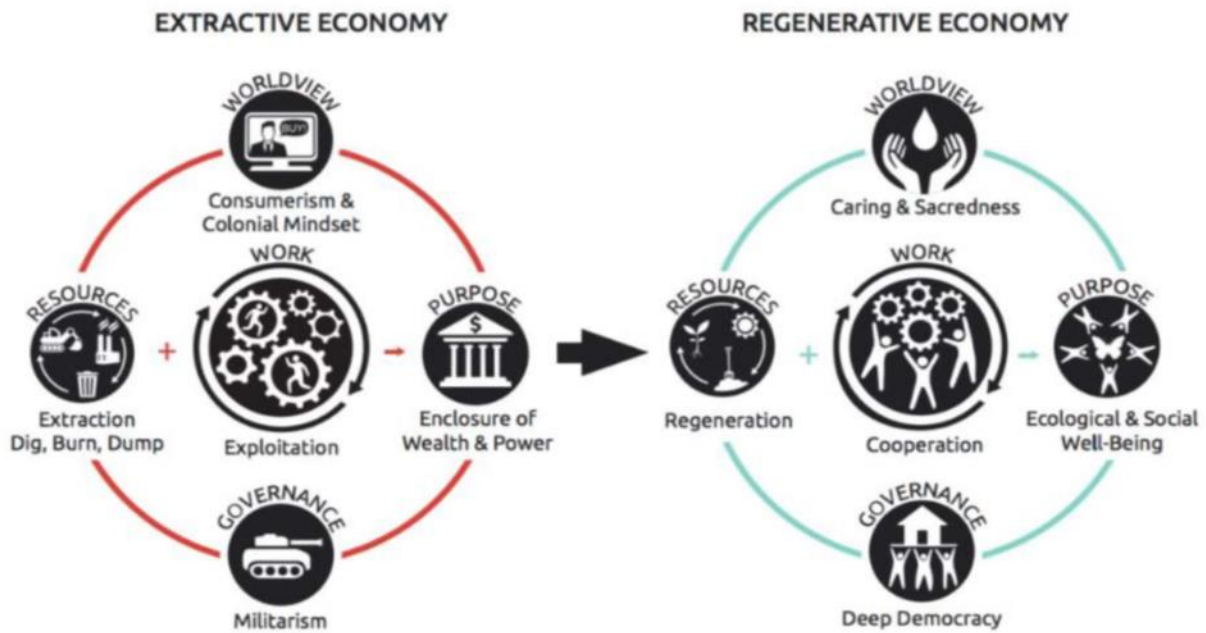 EXTRACTIVE ECONOMY
WORLDVIEW
BUY!
Consumerism &
Colonial Mindset
RESOURCES
Extraction
Dig, Burn, Dump
+
WORK
Exploitation
PURPOSE
$
Enclosure of
Wealth & Power
GOVERNANCE
Militarism
REGENERATIVE ECONOMY
WORLDVIEW
Caring & Sacredness
RESOURCES
Regeneration
+
WORK
Cooperation
PURPOSE
Ecological & Social
Well-Being
GOVERNANCE
Deep Democracy